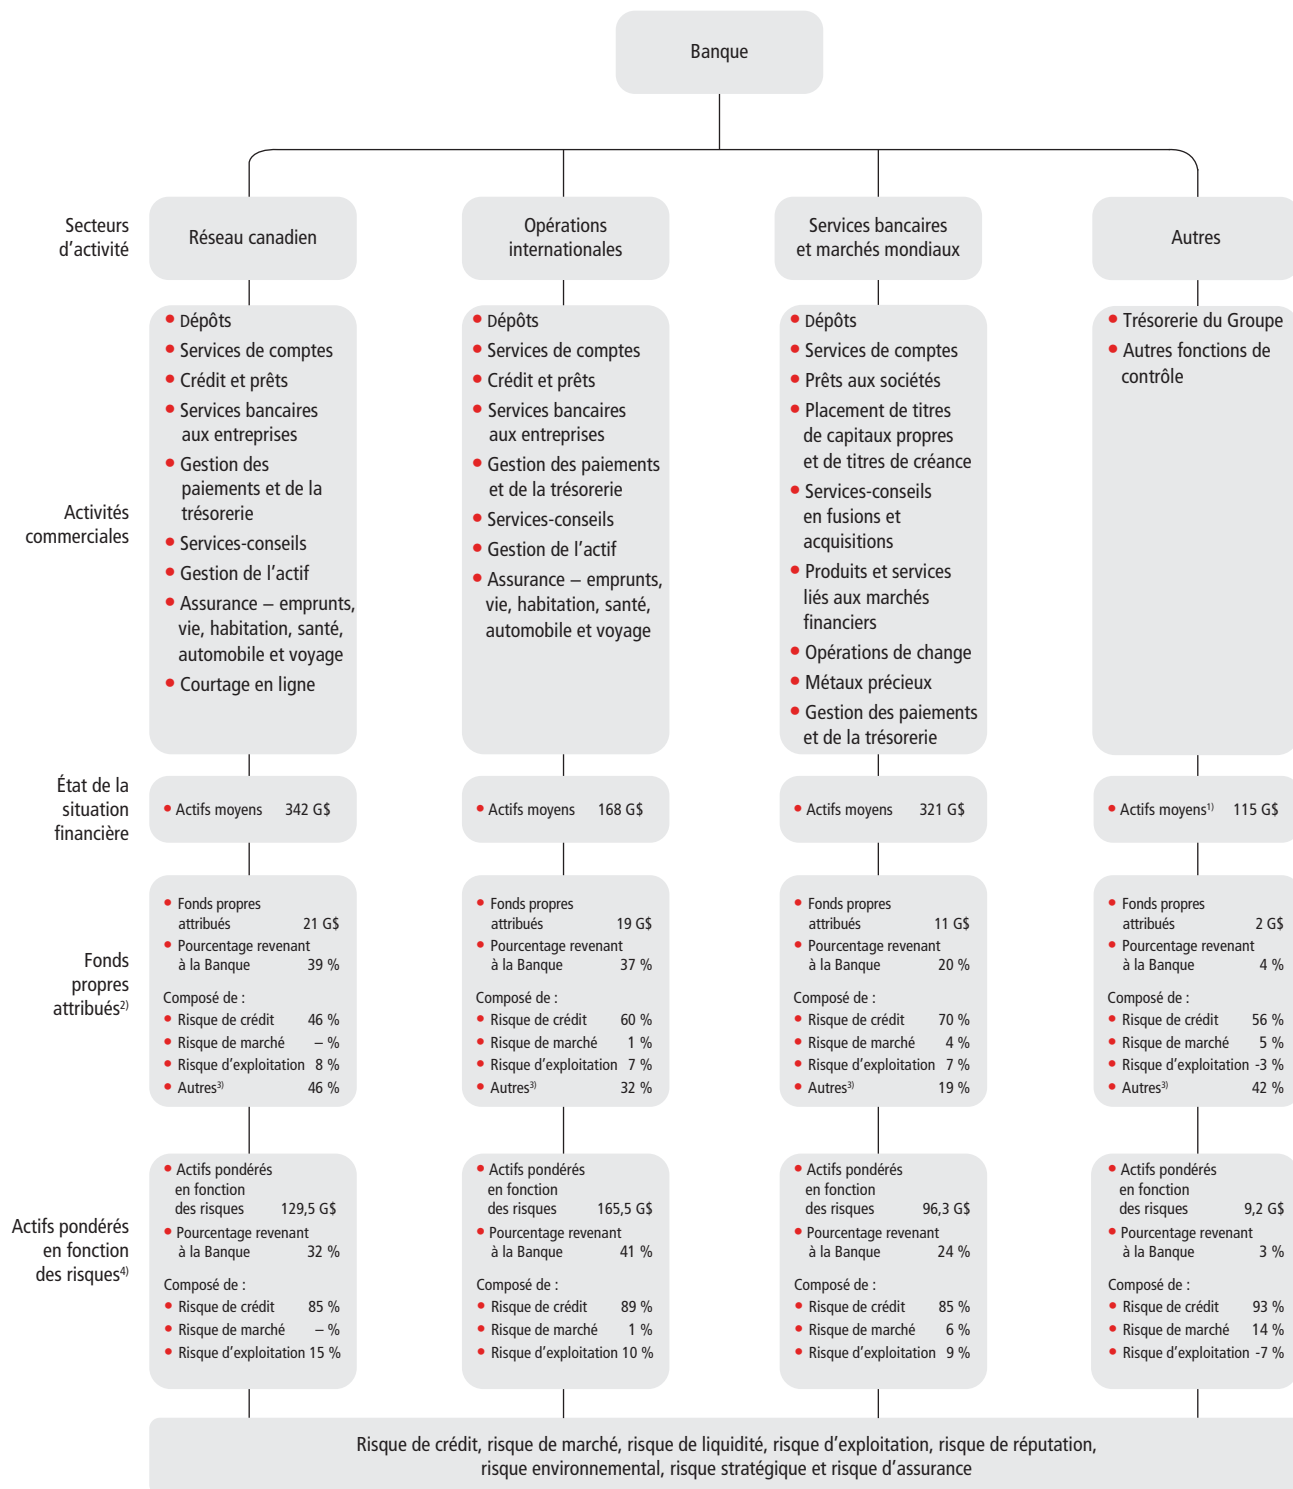 Banque
Secteurs
d'activité
Réseau canadien
Opérations
internationales
Services bancaires
et marchés mondiaux
Autres
Activités
commerciales
• Dépôts
• Services de comptes
• Crédit et prêts
• Services bancaires
aux entreprises
• Gestion des
paiements et de la
trésorerie
• Services-conseils
• Gestion de l'actif
• Assurance – emprunts,
vie, habitation, santé,
automobile et voyage
• Courtage en ligne
• Dépôts
• Services de comptes
• Crédit et prêts
• Services bancaires
aux entreprises
• Gestion des paiements
et de la trésorerie
• Services-conseils
• Gestion de l'actif
• Assurance – emprunts,
vie, habitation, santé,
automobile et voyage
• Dépôts
• Services de comptes
• Prêts aux sociétés
• Placement de titres
de capitaux propres
et de titres de créance
• Services-conseils
en fusions et
acquisitions
• Produits et services
liés aux marchés
financiers
• Opérations de change
• Métaux précieux
• Gestion des paiements
et de la trésorerie
• Trésorerie du Groupe
• Autres fonctions de
contrôle
État de la
situation
financière
• Actifs moyens 342 G$
• Actifs moyens 168 G$
• Actifs moyens 321 G$
• Actifs moyens1) 115 G$
Fonds
propres
attribués2)
• Fonds propres
attribués 21 G$
• Pourcentage revenant
à la Banque 39 %
Composé de :
• Risque de crédit 46 %
• Risque de marché – %
• Risque d'exploitation 8 %
• Autres3) 46 %
• Fonds propres
attribués 19 G$
• Pourcentage revenant
à la Banque 37 %
Composé de :
• Risque de crédit 60 %
• Risque de marché 1 %
• Risque d'exploitation 7 %
• Autres3) 32 %
• Fonds propres
attribués 11 G$
• Pourcentage revenant
à la Banque 20 %
Composé de :
• Risque de crédit 70 %
• Risque de marché 4 %
• Risque d'exploitation 7 %
• Autres3) 19 %
• Fonds propres
attribués 2 G$
• Pourcentage revenant
à la Banque 4 %
Composé de :
• Risque de crédit 56 %
• Risque de marché 5 %
• Risque d'exploitation -3 %
• Autres3) 42 %
Actifs pondérés
en fonction
des risques4)
• Actifs pondérés
en fonction
des risques 129,5 G$
• Pourcentage revenant
à la Banque 32 %
Composé de :
• Risque de crédit 85 %
• Risque de marché – %
• Risque d'exploitation 15 %
• Actifs pondérés
en fonction
des risques 165,5 G$
• Pourcentage revenant
à la Banque 41 %
Composé de :
• Risque de crédit 89 %
• Risque de marché 1 %
• Risque d'exploitation 10 %
• Actifs pondérés
en fonction
des risques 96,3 G$
• Pourcentage revenant
à la Banque 24 %
Composé de :
• Risque de crédit 85 %
• Risque de marché 6 %
• Risque d'exploitation 9 %
• Actifs pondérés
en fonction
des risques 9,2 G$
• Pourcentage revenant
à la Banque 3 %
Composé de :
• Risque de crédit 93 %
• Risque de marché 14 %
• Risque d'exploitation -7 %
Risque de crédit, risque de marché, risque de liquidité, risque d'exploitation, risque de réputation,
risque environnemental, risque stratégique et risque d'assurance